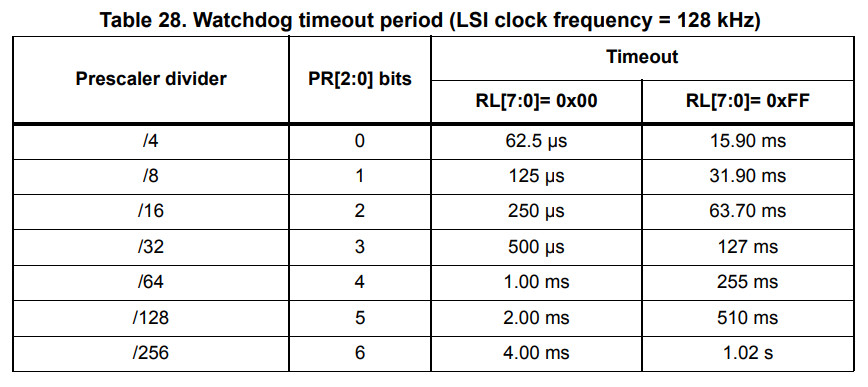 Table 28. Watchdog timeout period (LSI clock frequency = 128 kHz)
Prescaler divider PR[2:0] bits Timeout
RL[7:0]= 0x00 RL[7:0]= 0xFF
/4 0 62.5 µs 15.90 ms
/8 1 125 µs 31.90 ms
/16 2 250 µs 63.70 ms
/32 3 500 µs 127 ms
/64 4 1.00 ms 255 ms
/128 5 2.00 ms 510 ms
/256 6 4.00 ms 1.02 s